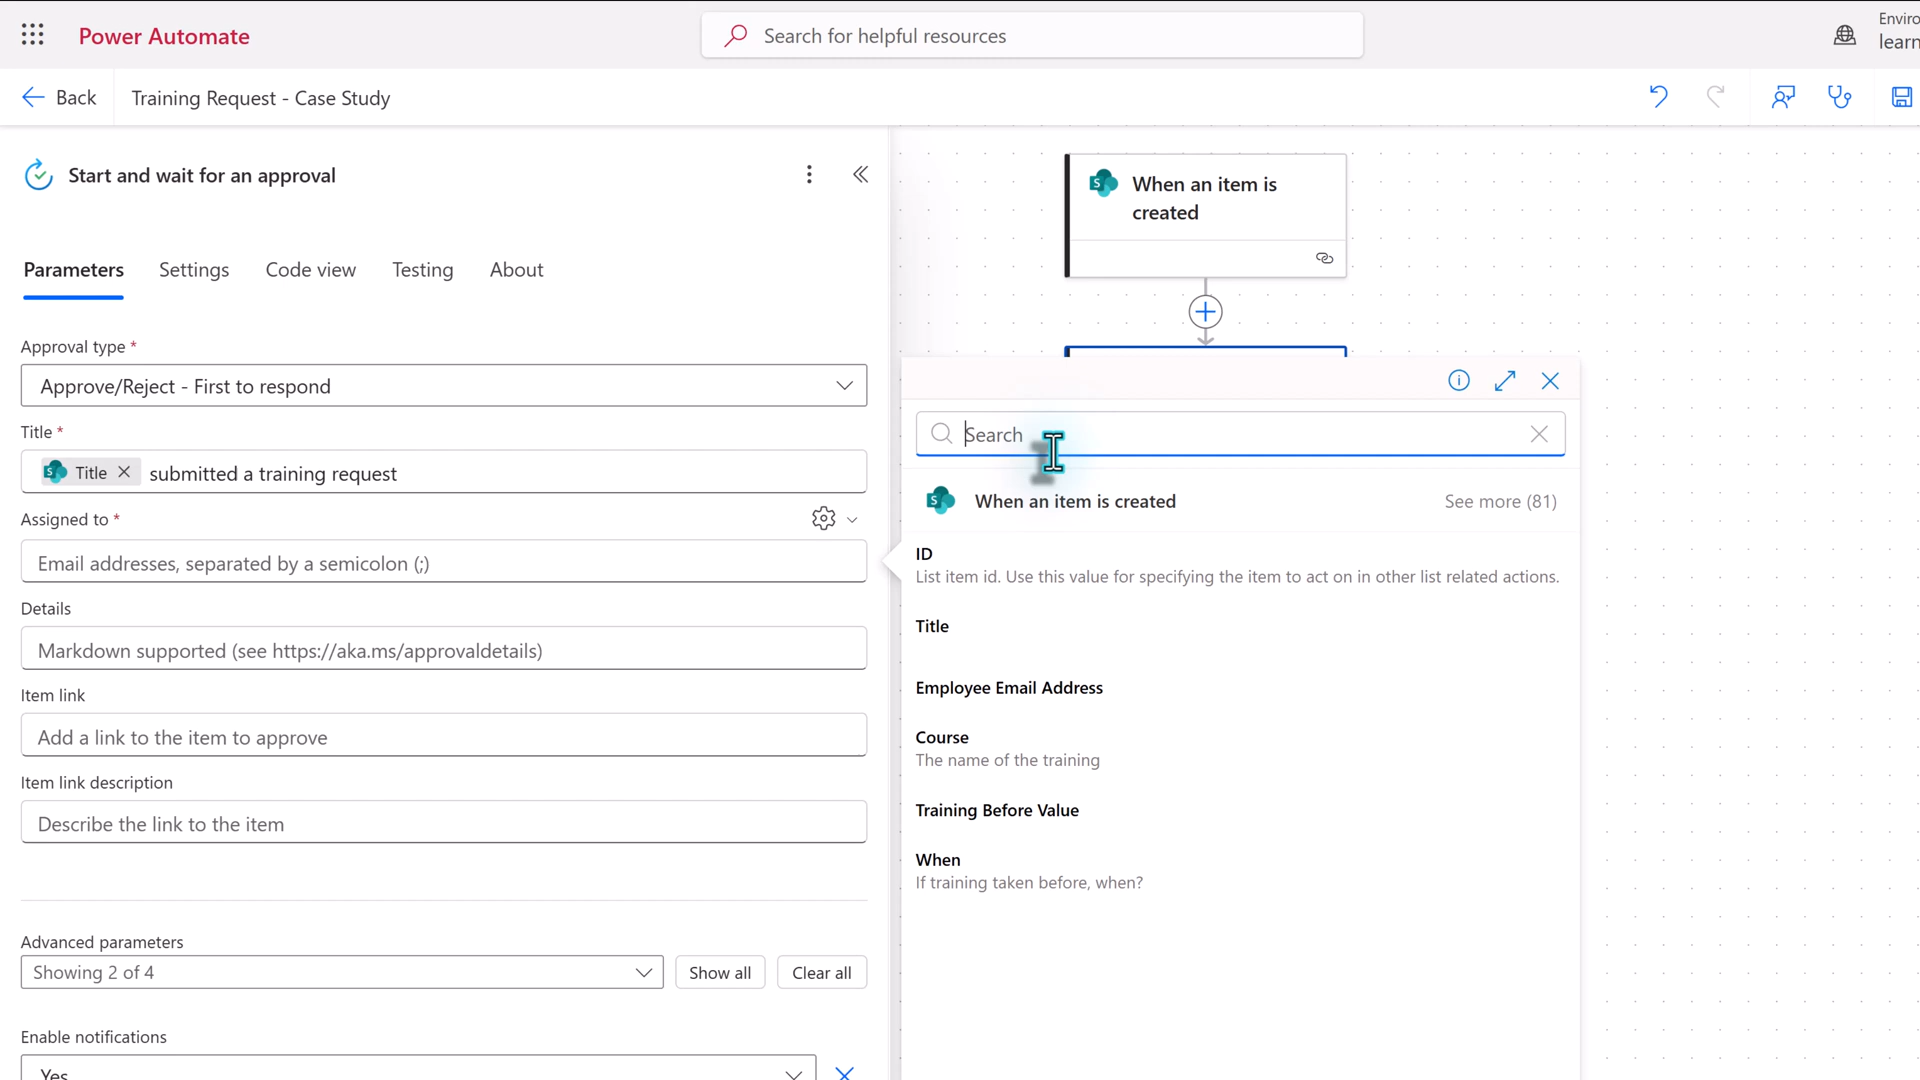 Power Automate
Search for helpful resources
Enviro
learn
Back
Training Request - Case Study
Start and wait for an approval
Parameters
Settings
Code view
Testing
About
Approval type *
Approve/Reject - First to respond
Title *
Title submitted a training request
Assigned to *
Email addresses, separated by a semicolon (;)
Details
Markdown supported (see https://aka.ms/approvaldetails)
Item link
Add a link to the item to approve
Item link description
Describe the link to the item
Advanced parameters
Showing 2 of 4
Show all
Clear all
Enable notifications
Yes
When an item is
created
Search
When an item is created
See more (81)
ID
List item id. Use this value for specifying the item to act on in other list related actions.
Title
Employee Email Address
Course
The name of the training
Training Before Value
When
If training taken before, when?